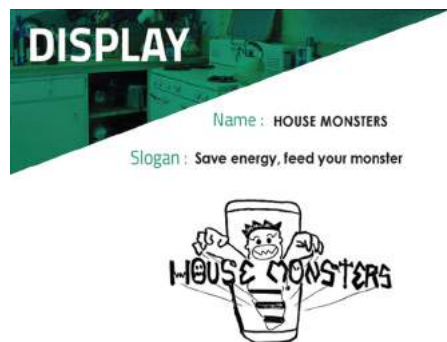 DISPLAY
Name : HOUSE MONSTERS
Slogan : Save energy, feed your monster
HOUSE MONSTERS